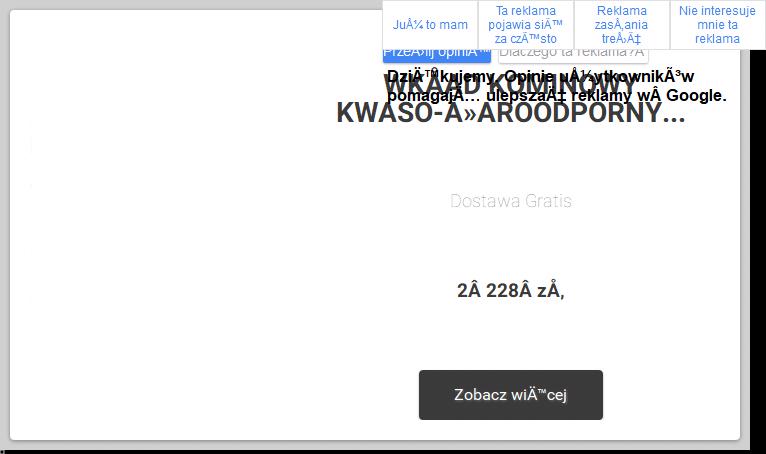 JuÅ¼ to mam
Ta reklama
pojawia siÄ™
za czÄ™sto
Reklama
zasÅ‚ania
treÅ›Ä‡
Nie interesuje
mnie ta
reklama
PrzeÅ›lij opiniÄ™
Dlaczego ta reklama?Â
DziÄ™kujemy. Opinie uÅ¼ytkownikÃ³w
pomagajÄ… ulepszaÄ‡ reklamy wÂ Google.
WKÅAD KOMINOWY
KWASO-Å»AROODPORNY...
Dostawa Gratis
2Â 228Â zÅ‚
Zobacz wiÄ™cej